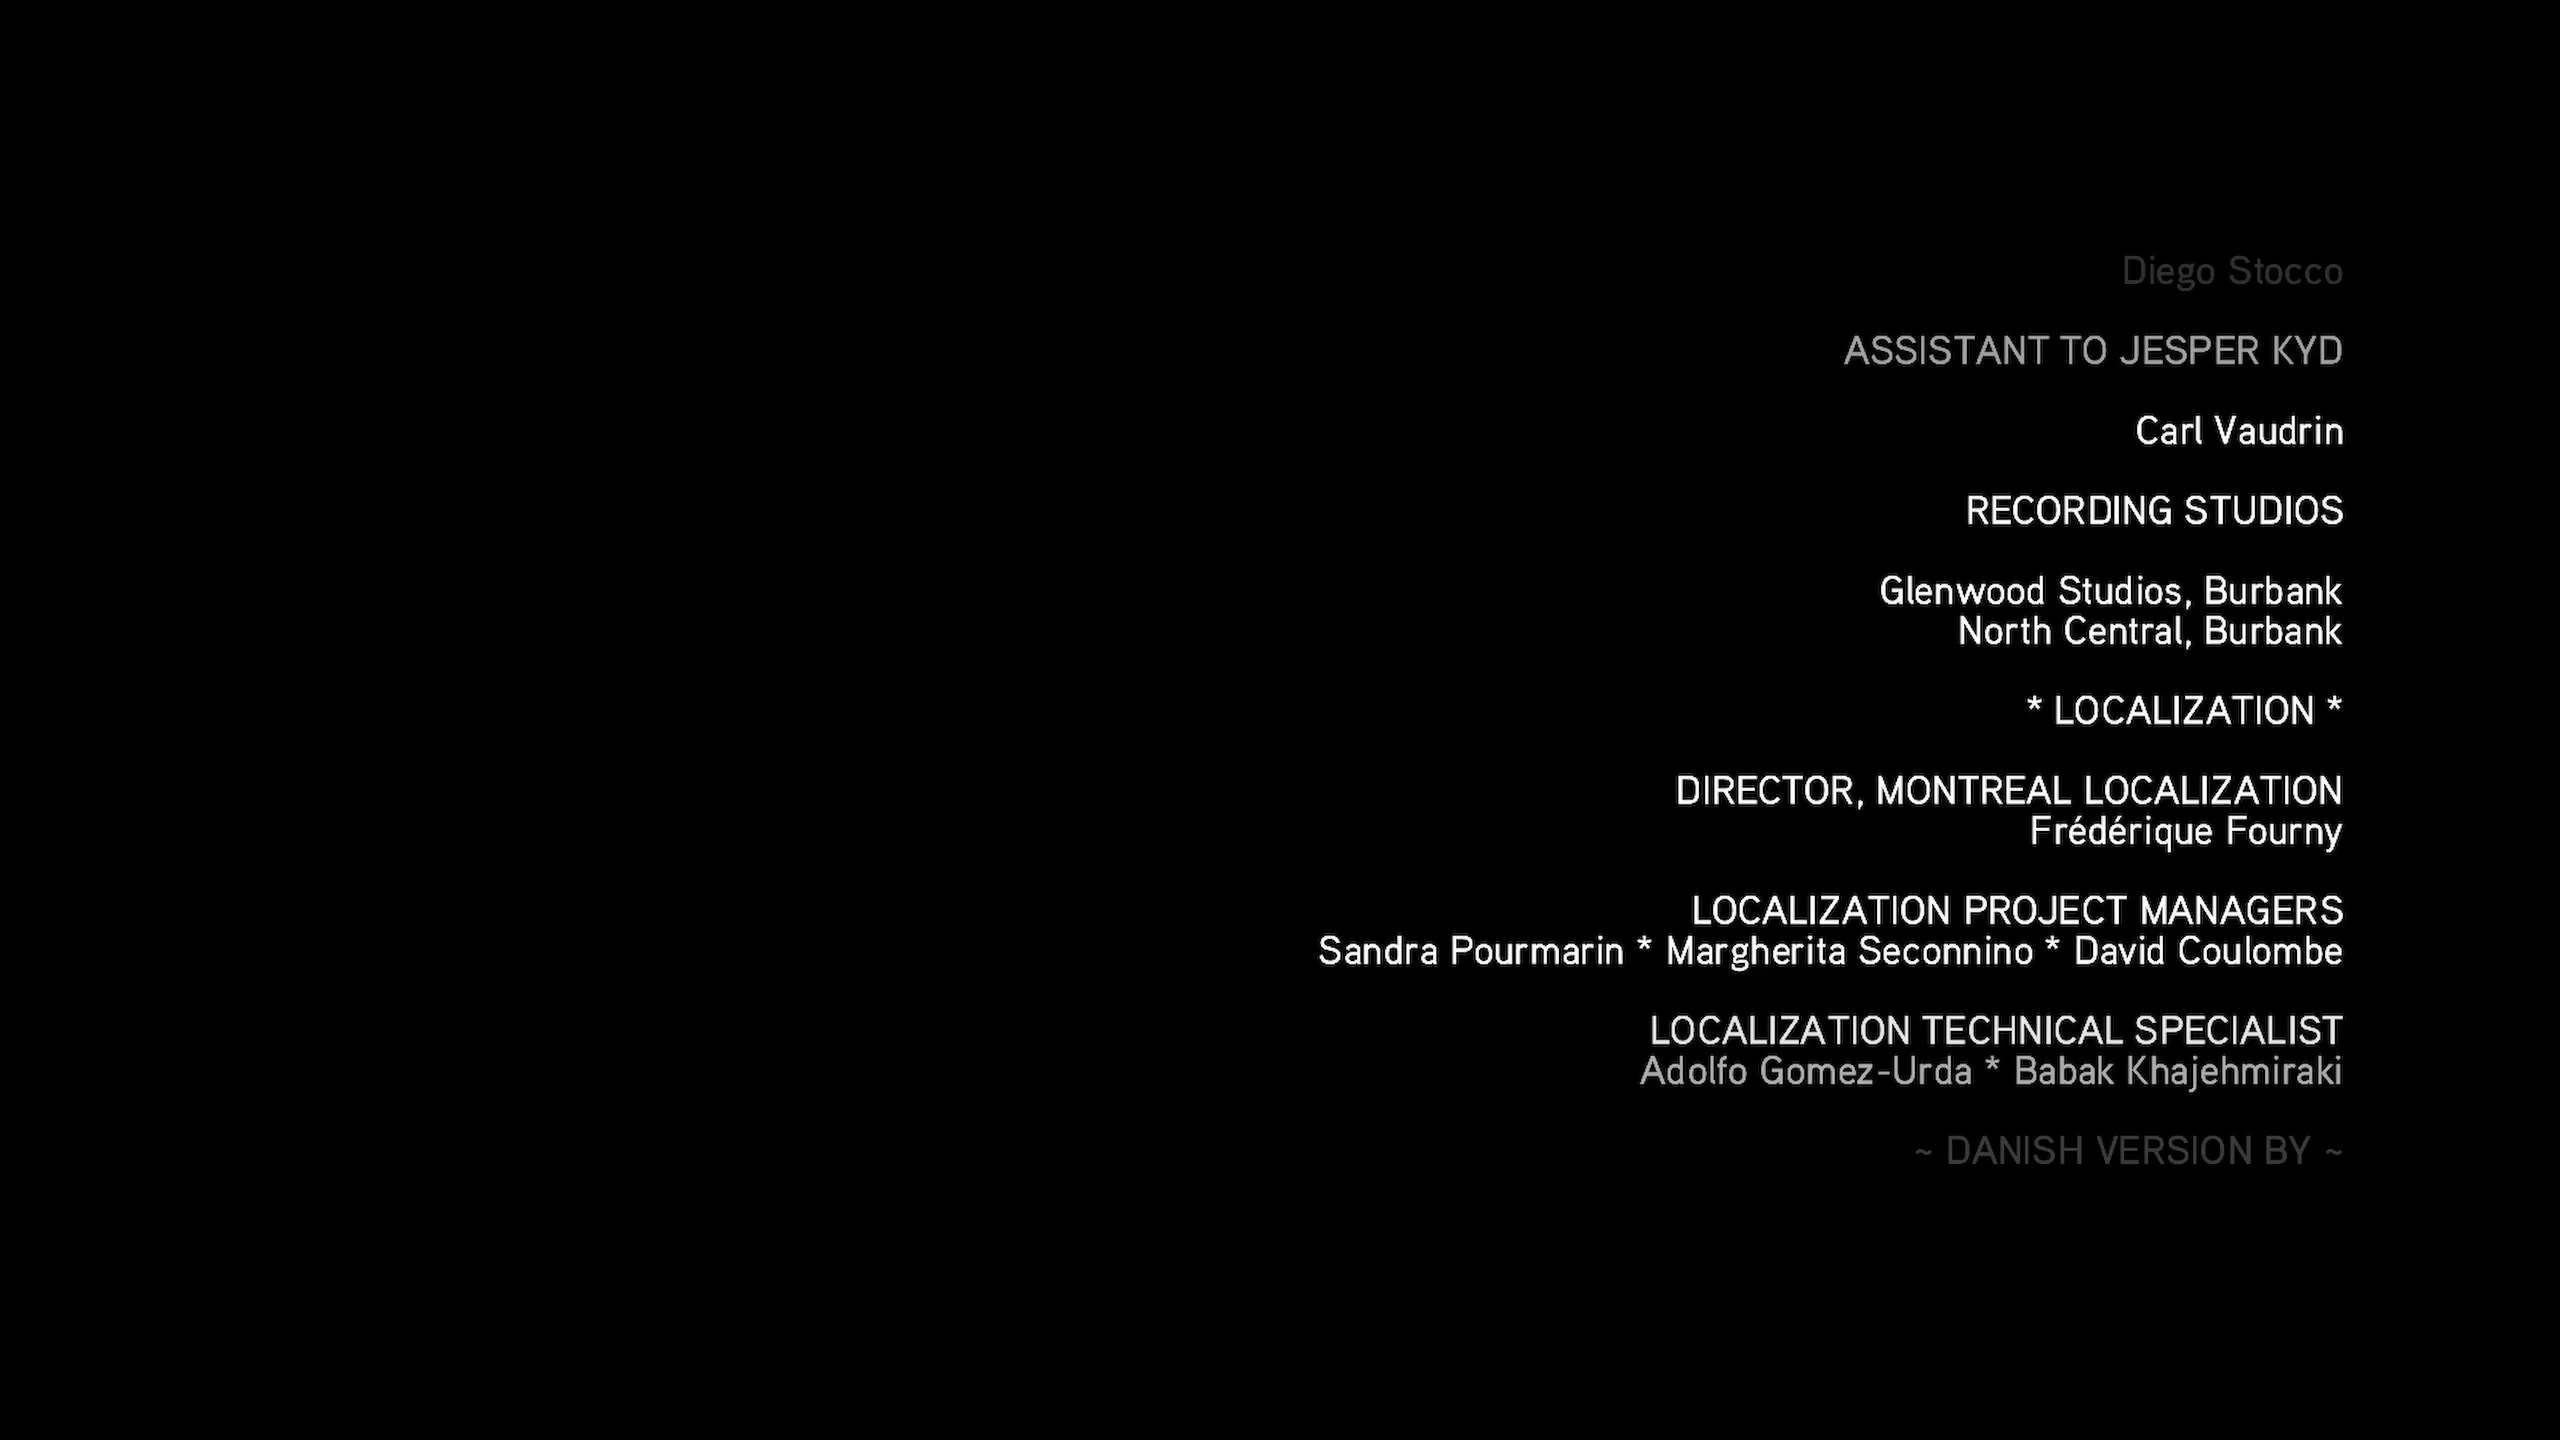 Diego Stocco
ASSISTANT TO JESPER KYD
Carl Vaudrin
RECORDING STUDIOS
Glenwood Studios, Burbank
North Central, Burbank
* LOCALIZATION *
DIRECTOR, MONTREAL LOCALIZATION
Frédérique Fourny
LOCALIZATION PROJECT MANAGERS
Sandra Pourmarin * Margherita Seconnino * David Coulombe
LOCALIZATION TECHNICAL SPECIALIST
Adolfo Gomez-Urda * Babak Khajehmiraki
~ DANISH VERSION BY ~